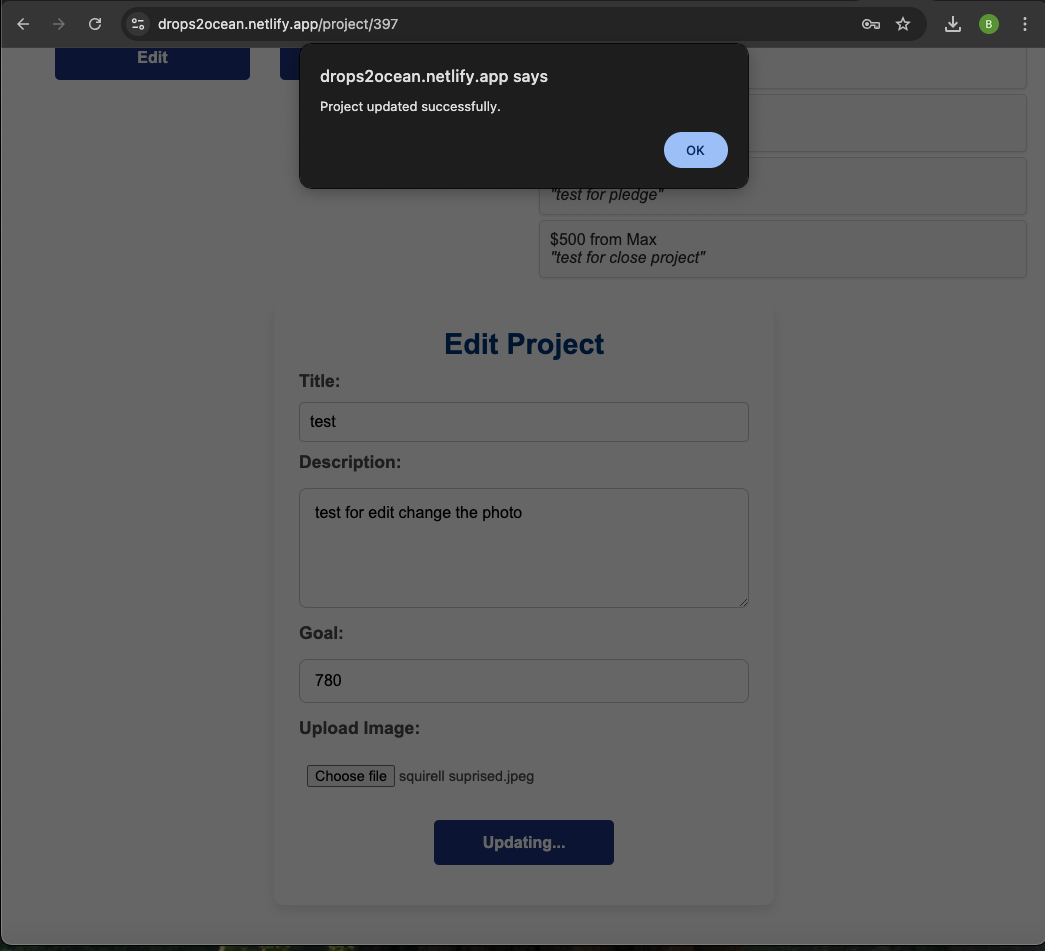 drops2ocean.netlify.app/project/397
B
Edit
drops2ocean.netlify.app says
Project updated successfully.
OK
"test for pledge"
$500 from Max
"test for close project"
Edit Project
Title:
test
Description:
test for edit change the photo
Goal:
780
Upload Image:
Choose file squirell suprised.jpeg
Updating...